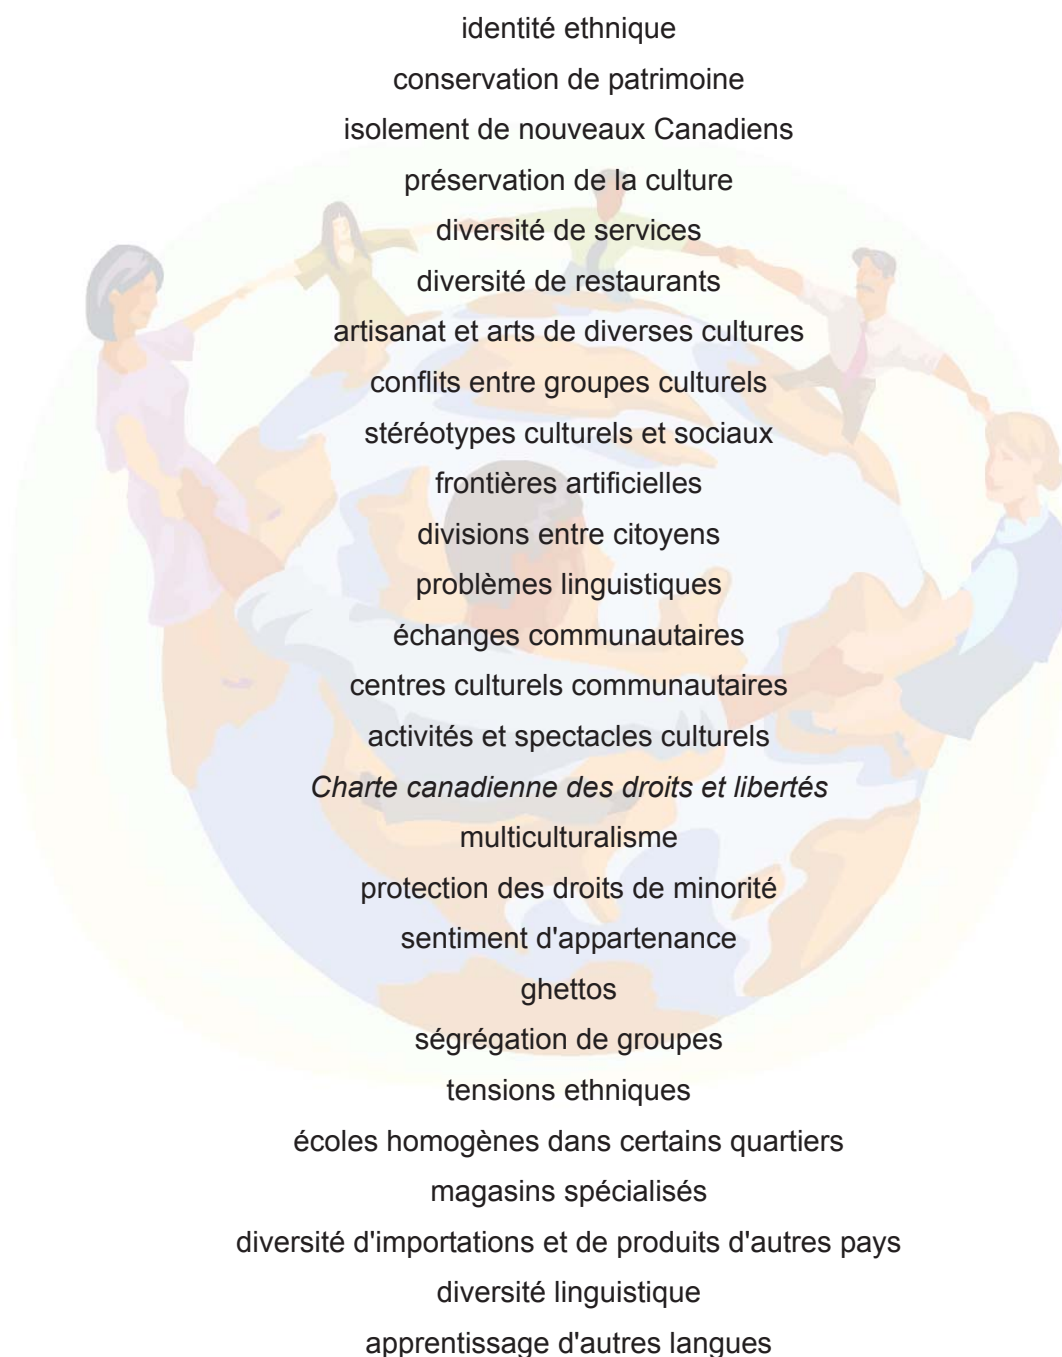 identité ethnique
conservation de patrimoine
isolement de nouveaux Canadiens
préservation de la culture
diversité de services
diversité de restaurants
artisanat et arts de diverses cultures
conflits entre groupes culturels
stéréotypes culturels et sociaux
frontières artificielles
divisions entre citoyens
problèmes linguistiques
échanges communautaires
centres culturels communautaires
activités et spectacles culturels
Charte canadienne des droits et libertés
multiculturalisme
protection des droits de minorité
sentiment d'appartenance
ghettos
ségrégation de groupes
tensions ethniques
écoles homogènes dans certains quartiers
magasins spécialisés
diversité d'importations et de produits d'autres pays
diversité linguistique
apprentissage d'autres langues